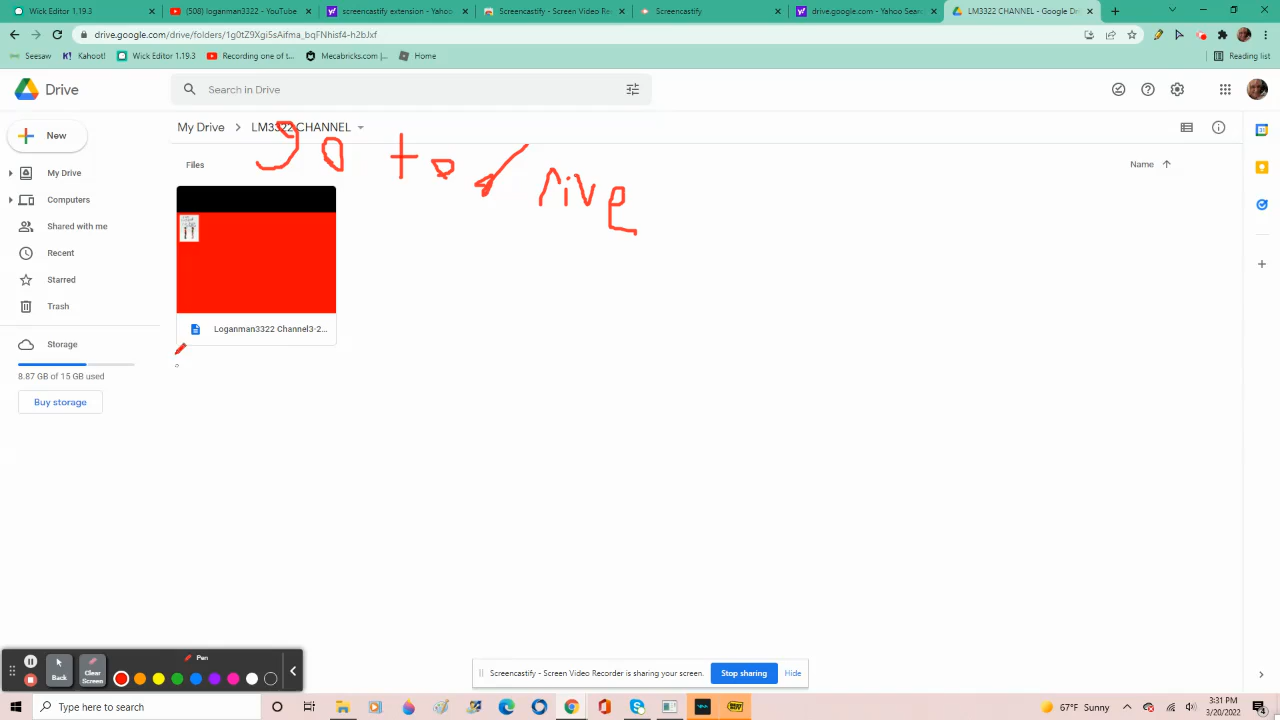 Wick Editor 1.19.3
(508) loganman3322 - YouTube
screencastify extension - Yaho
Screencastify - Screen Video Re
Screencastify
drive.google.com - Yahoo Searc
LM3322 CHANNEL - Google Dr
drive.google.com/drive/folders/1g0tZ9Xgi5sAifma_bqFNhisf4-h2bJxf
Seesaw
Kahoot!
Wick Editor 1.19.3
Recording one of t...
Mecabricks.com |...
Home
Reading list
Drive
Search in Drive
New
My Drive
LM3322 CHANNEL
go to drive
Files
Name
My Drive
Computers
Shared with me
Recent
Starred
Trash
Loganman3322 Channel3-2...
Storage
8.87 GB of 15 GB used
Buy storage
Pen
Back
Clear
Screen
Screencastify - Screen Video Recorder is sharing your screen.
Stop sharing
Hide
Type here to search
67°F Sunny
3:31 PM
3/20/2022